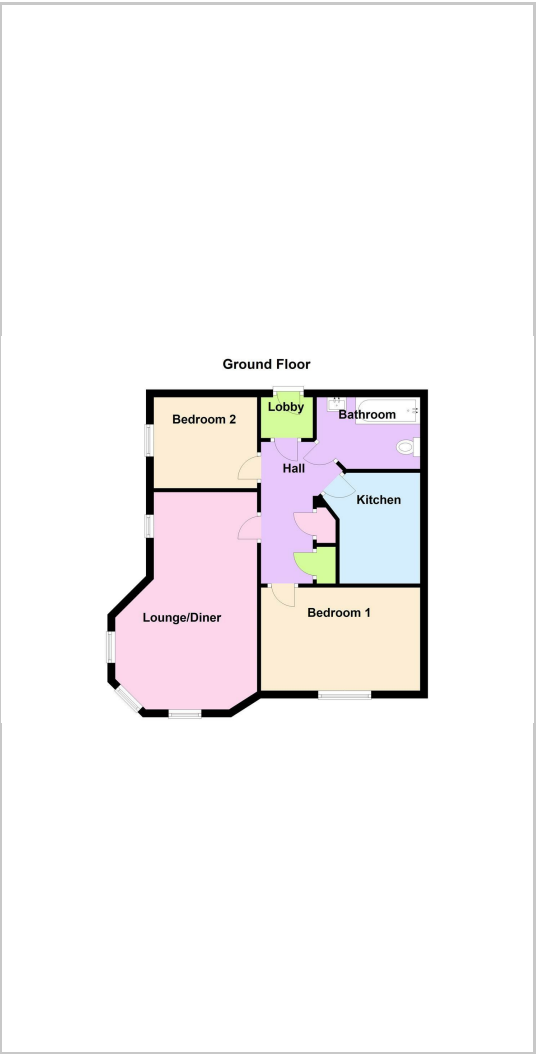 Ground Floor
Lobby
Bedroom 2
Bathroom
Hall
Kitchen
Lounge/Diner
Bedroom 1